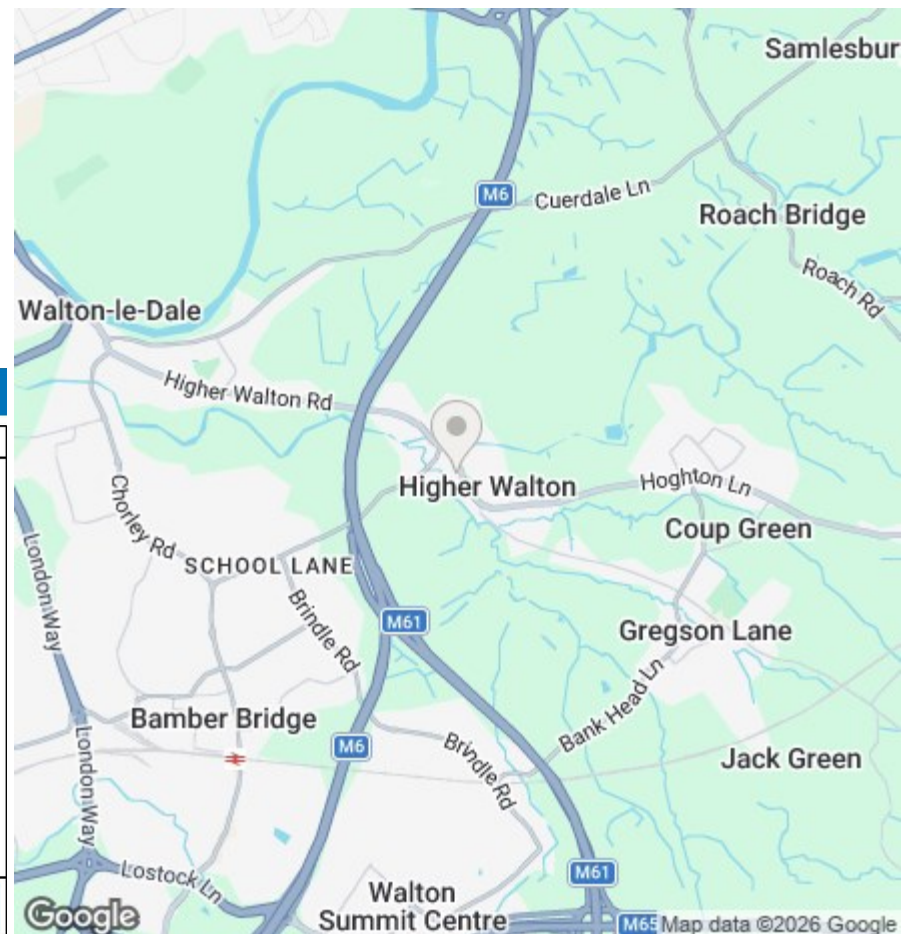 Samlesbur
M6
Cuerdale Ln
Roach Bridge
Roach Rd
Walton-le-Dale
Higher Walton Rd
Higher Walton
Hoghton Ln
Chorley Rd
Coup Green
London Way
SCHOOL LANE
Brindle Rd
M61
Gregson Lane
Bank Head Ln
Bamber Bridge
M6
London Way
Brindle Rd
Jack Green
Lostock Ln
M61
Walton
Summit Centre
Google
M65
Map data ©2026 Google